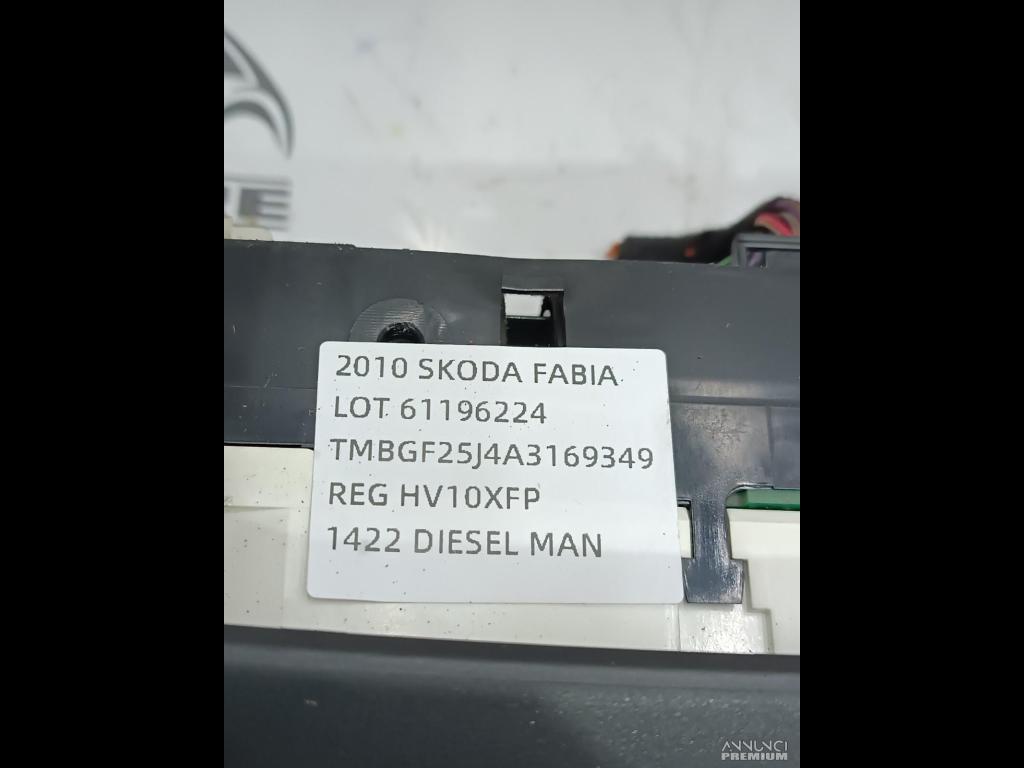 2010 SKODA FABIA
LOT 61196224
TMBGF25J4A3169349
REG HV10XFP
1422 DIESEL MAN
ANNUNCI
PREMIUM